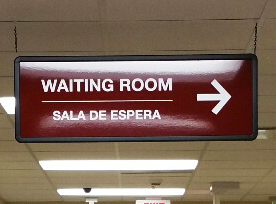 WAITING ROOM
SALA DE ESPERA